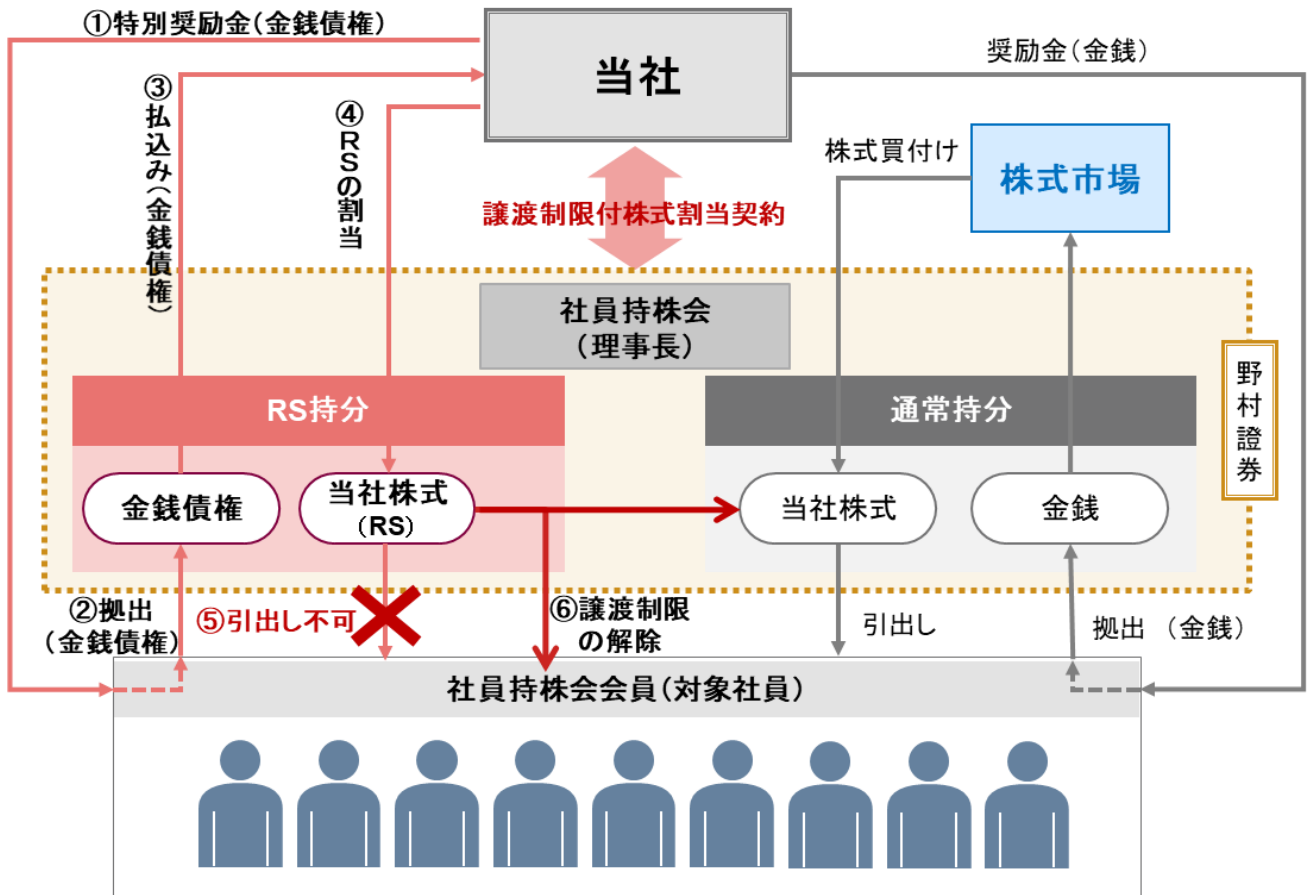 ①特別奨励金(金銭債権)
当社
奨励金(金銭)
③払込み(金銭債権)
④RSの割当
株式買付け
株式市場
譲渡制限付株式割当契約
社員持株会
(理事長)
野村證券
RS持分
通常持分
金銭債権
当社株式
(RS)
当社株式
金銭
②拠出
(金銭債権)
⑤引出し不可
⑥譲渡制限
の解除
引出し
拠出 (金銭)
社員持株会会員(対象社員)